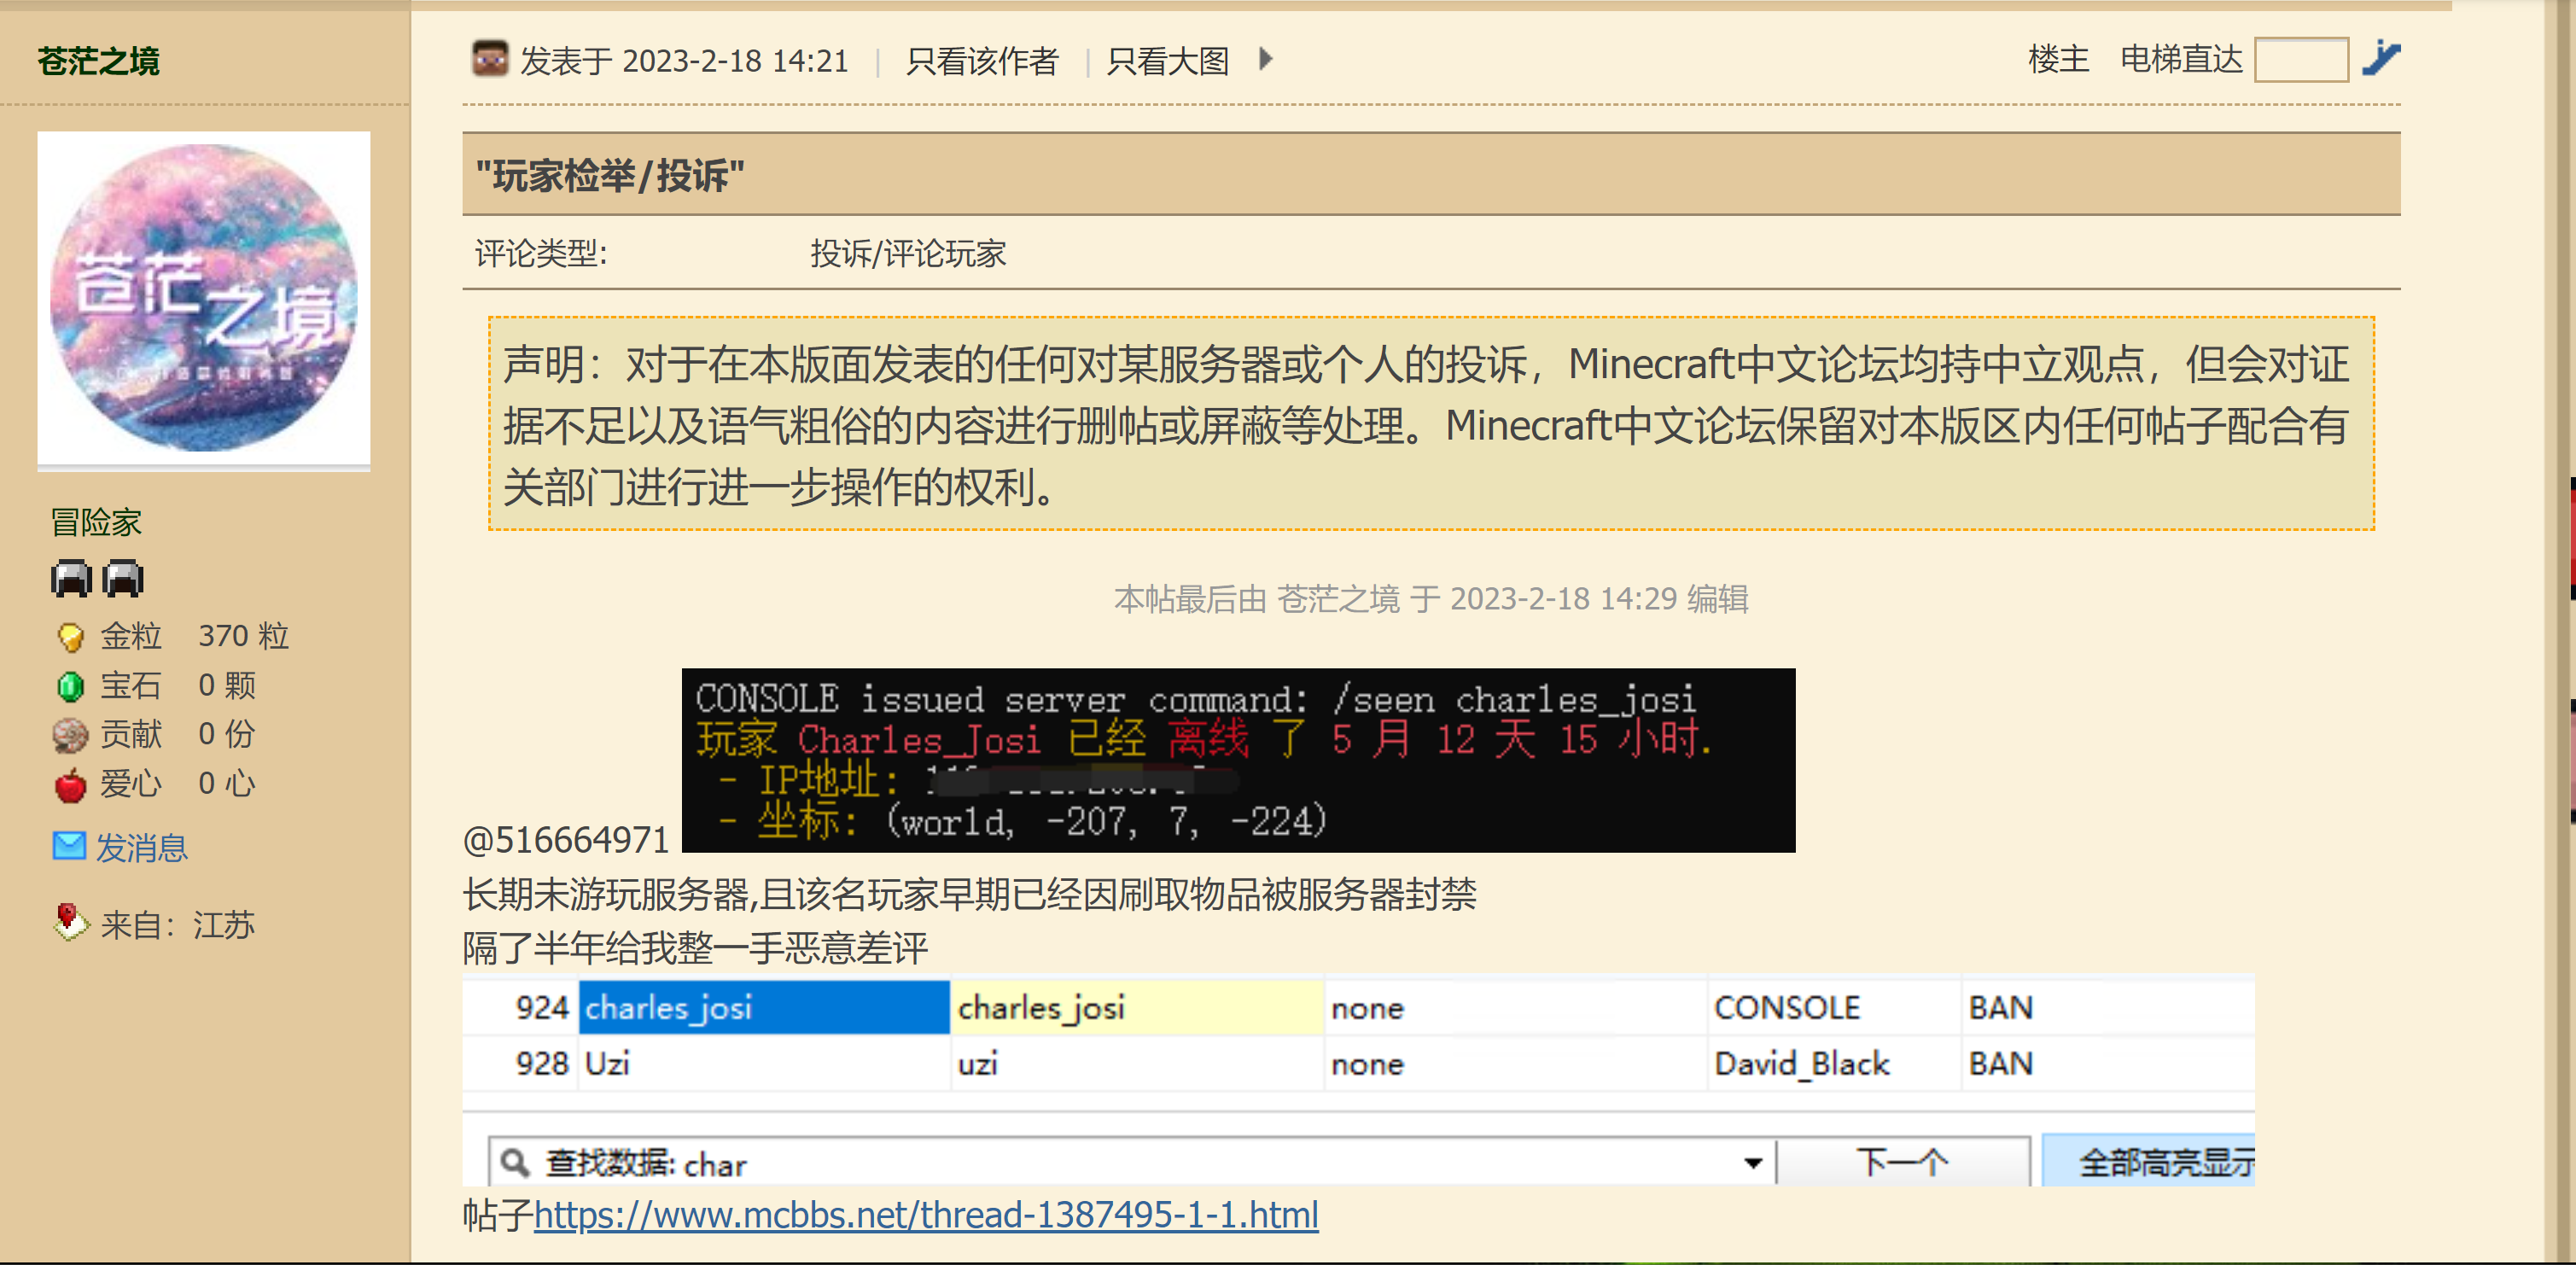 苍茫之境
发表于 2023-2-18 14:21 | 只看该作者 | 只看大图
楼主 电梯直达
苍茫之境
冒险家
金粒 370 粒
宝石 0 颗
贡献 0 份
爱心 0 心
发消息
来自：江苏
"玩家检举/投诉"
评论类型: 投诉/评论玩家
声明：对于在本版面发表的任何对某服务器或个人的投诉，Minecraft中文论坛均持中立观点，但会对证
据不足以及语气粗俗的内容进行删帖或屏蔽等处理。Minecraft中文论坛保留对本版区内任何帖子配合有
关部门进行进一步操作的权利。
本帖最后由 苍茫之境 于 2023-2-18 14:29 编辑
CONSOLE issued server command: /seen charles_josi
玩家 Charles_Josi 已经 离线 了 5 月 12 天 15 小时.
- IP地址:
- 坐标: (world, -207, 7, -224)
@516664971
长期未游玩服务器,且该名玩家早期已经因刷取物品被服务器封禁
隔了半年给我整一手恶意差评
924 charles_josi charles_josi none CONSOLE BAN
928 Uzi uzi none David_Black BAN
查找数据: char 下一个 全部高亮显示
帖子https://www.mcbbs.net/thread-1387495-1-1.html